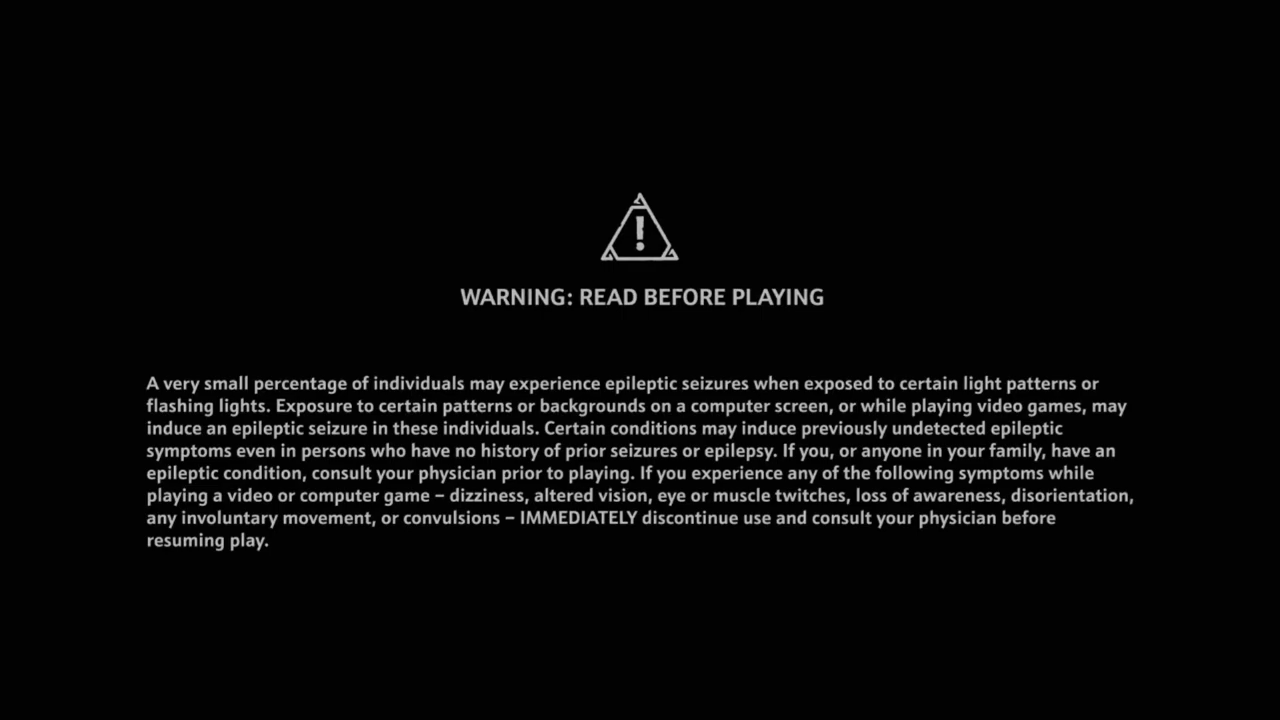 !
WARNING: READ BEFORE PLAYING
A very small percentage of individuals may experience epileptic seizures when exposed to certain light patterns or
flashing lights. Exposure to certain patterns or backgrounds on a computer screen, or while playing video games, may
induce an epileptic seizure in these individuals. Certain conditions may induce previously undetected epileptic
symptoms even in persons who have no history of prior seizures or epilepsy. If you, or anyone in your family, have an
epileptic condition, consult your physician prior to playing. If you experience any of the following symptoms while
playing a video or computer game – dizziness, altered vision, eye or muscle twitches, loss of awareness, disorientation,
any involuntary movement, or convulsions – IMMEDIATELY discontinue use and consult your physician before
resuming play.